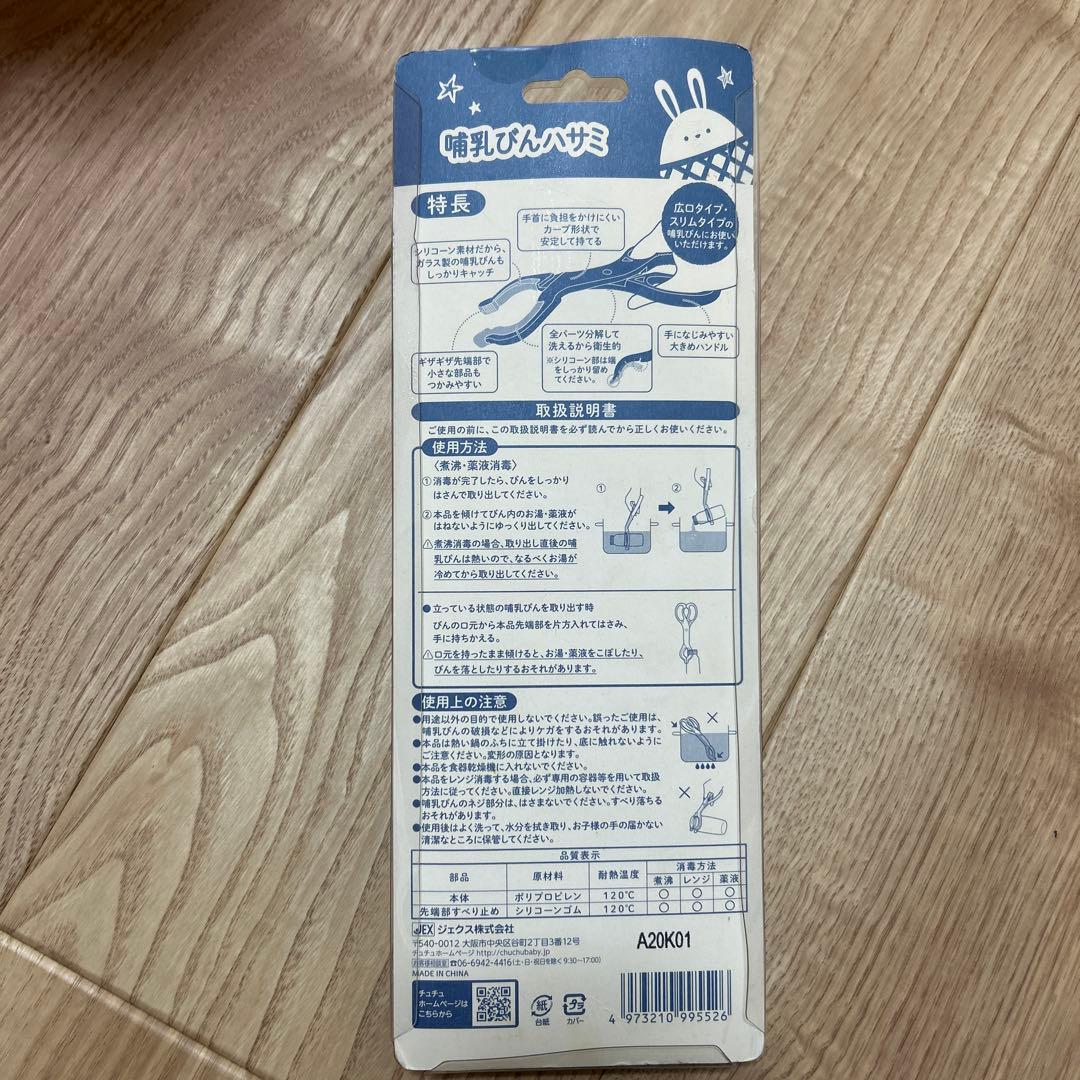 哺乳びんハサミ
特長
手首に負担をかけにくい
カーブ形状で
安定して持てる
広口タイプ・
スリムタイプの
哺乳びんにお使い
いただけます。
シリコーン素材だから、
ガラス製の哺乳びんも
しっかりキャッチ
ギザギザ先端部で
小さな部品も
つかみやすい
全パーツ分解して
洗えるから衛生的
※シリコーン部は端
をしっかり留め
てください。
手になじみやすい
大きめハンドル
取扱説明書
ご使用の前に、この取扱説明書を必ず読んでから正しくお使いください。
使用方法
〈煮沸・薬液消毒〉
①消毒が完了したら、びんをしっかり
はさんで取り出してください。
②本品を傾けてびん内のお湯・薬液が
はねないようにゆっくり出してください。
⚠煮沸消毒の場合、取り出し直後の哺
乳びんは熱いので、なるべくお湯が
冷めてから取り出してください。
① ②
●立っている状態の哺乳びんを取り出す時
びんの口元から本品先端部を片方入れてはさみ、
手に持ちかえる。
⚠口元を持ったまま傾けると、お湯・薬液をこぼしたり、
びんを落としたりするおそれがあります。
使用上の注意
●用途以外の目的で使用しないでください。誤ったご使用は、
哺乳びんの破損などによりケガをするおそれがあります。
●本品は熱い鍋のふちに立て掛けたり、底に触れないように
ご注意ください。変形の原因となります。
●本品を食器乾燥機に入れないでください。
●本品をレンジ消毒する場合、必ず専用の容器等を用いて取扱
方法に従ってください。直接レンジ加熱しないでください。
●哺乳びんのネジ部分は、はさまないでください。すべり落ちる
おそれがあります。
●使用後はよく洗って、水分を拭き取り、お子様の手の届かない
清潔なところに保管してください。
品質表示
部品 原材料 耐熱温度 消毒方法
煮沸 レンジ 薬液
本体 ポリプロピレン 120℃ ○ ○ ○
先端部すべり止め シリコーンゴム 120℃ ○ ○ ○
JEX ジェクス株式会社
〒540-0012 大阪市中央区谷町2丁目3番12号
チュチュホームページ http://chuchubaby.jp
お客様相談室 ☎06-6942-4416(土・日・祝日を除く 9:30~17:00)
MADE IN CHINA
A20K01
チュチュ
ホームページは
こちらから
紙
台紙
プラ
カバー
4 973210 995526